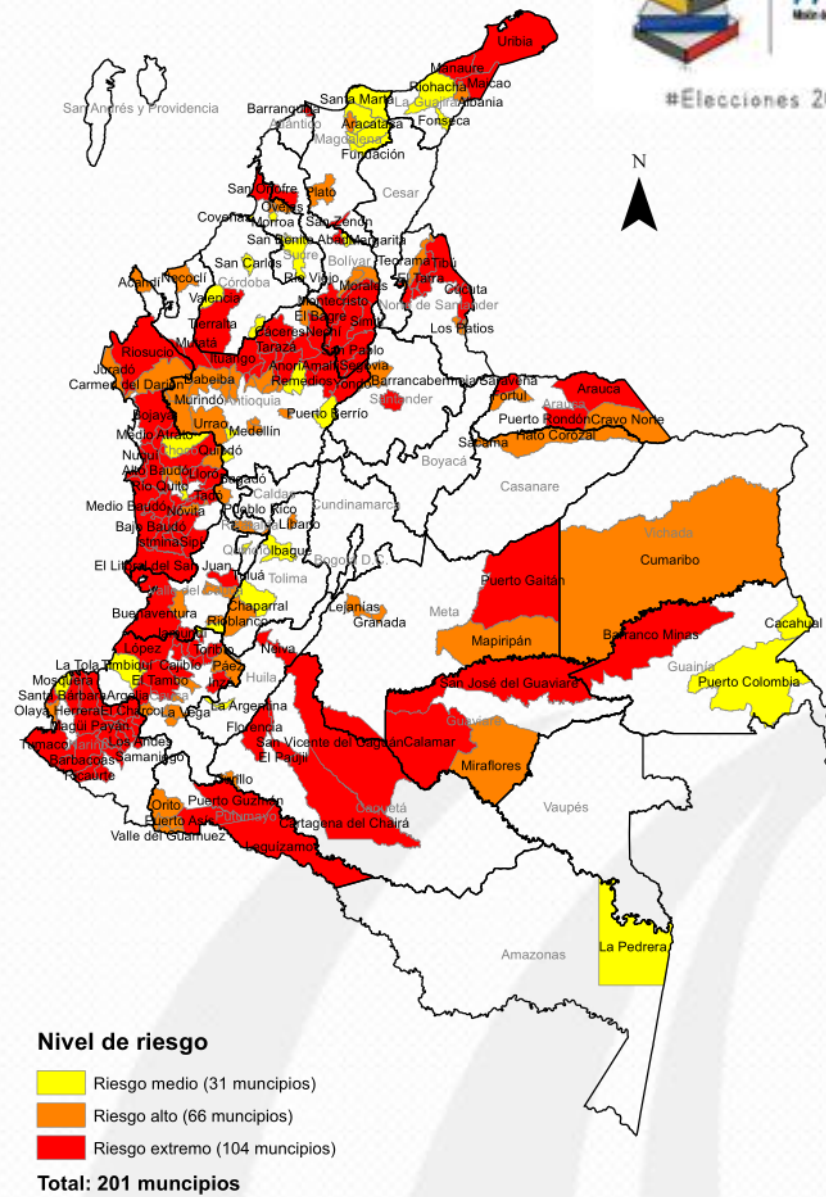 #Elecciones 20
N
San Andrés y Providencia
Uribia
Manaure
Maicao
Riohacha
La Guajira
Albania
Santa Marta
Fonseca
Barranquilla
Atlántico
Aracataca
Magdalena
Fundación
Cesar
San Onofre
Plato
Ovejas
Coveñas
Morroa
San Zenón
San Benito Abad
Margarita
Sucre
Bolívar
San Carlos
Córdoba
Río Viejo
Morales
Teorama
Tibú
El Tarra
Cúcuta
Norte de Santander
Los Patios
Acandí
Necoclí
Valencia
Tierralta
Montecristo
El Bagre
Simití
Mutatá
Cáceres
Nechí
Tarazá
Riosucio
Ituango
San Pablo
Juradó
Anorí
Amalfi
Segovia
Carmen del Darién
Dabeiba
Remedios
Yondó
Barrancabermeja
Santander
Murindó
Antioquia
Puerto Berrío
Bojaya
Urrao
Medellín
Medio Atrato
Chocó
Quibdó
Nuquí
Alto Baudó
Lloró
Bagadó
Río Quito
Tadó
Medio Baudó
Nóvita
Bajo Baudó
Istmina
Sipí
El Litoral del San Juan
Saravena
Fortul
Arauca
Arauca
Puerto Rondón
Cravo Norte
Sácama
Hato Corozal
Boyacá
Casanare
Caldas
Cundinamarca
Pueblo Rico
Risaralda
Líbano
Quindío
Ibagué
Bogotá D.C.
Tolima
Tuluá
Valle del Cauca
Chaparral
Buenaventura
Rioblanco
Jamundí
Lejanías
Granada
Meta
Vichada
Cumaribo
Puerto Gaitán
Mapiripán
Barranco Minas
Cacahual
Guainía
Puerto Colombia
López
Toribío
Neiva
La Tola
Timbiquí
Cajibío
Páez
Mosquera
El Tambo
Inzá
Huila
Santa Bárbara
Argelia
Cauca
La Argentina
Olaya Herrera
El Charco
La Vega
Magüí Payán
Florencia
Tumaco
Nariño
Los Andes
Barbacoas
Samaniego
Ricaurte
San José del Guaviare
Guaviare
San Vicente del Caguán
Calamar
El Paujil
Miraflores
Vaupés
Orito
Puerto Guzmán
Puerto Asís
Putumayo
Caquetá
Cartagena del Chairá
Valle del Guamuez
Leguízamo
La Pedrera
Amazonas
Nivel de riesgo
Riesgo medio (31 muncipios)
Riesgo alto (66 muncipios)
Riesgo extremo (104 muncipios)
Total: 201 muncipios